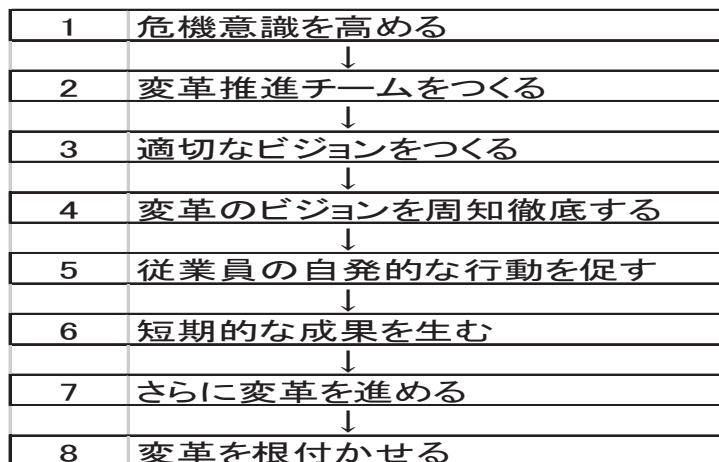 1 危機意識を高める
↓
2 変革推進チームをつくる
↓
3 適切なビジョンをつくる
↓
4 変革のビジョンを周知徹底する
↓
5 従業員の自発的な行動を促す
↓
6 短期的な成果を生む
↓
7 さらに変革を進める
↓
8 変革を根付かせる